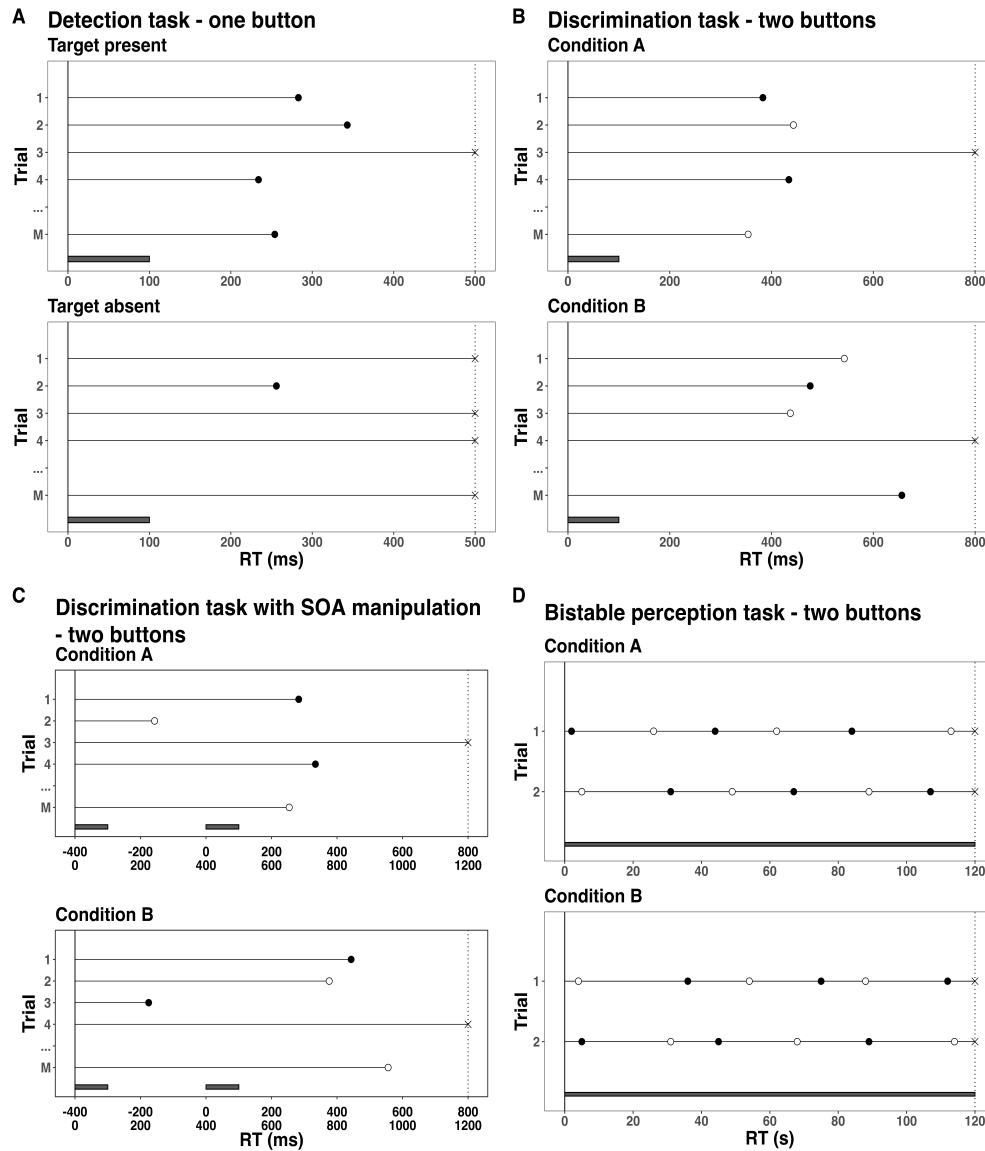 A Detection task - one button
Target present
Trial
1
2
3
4
...
M
0 100 200 300 400 500
Target absent
Trial
1
2
3
4
...
M
0 100 200 300 400 500
RT (ms)
B Discrimination task - two buttons
Condition A
Trial
1
2
3
4
...
M
0 200 400 600 800
Condition B
Trial
1
2
3
4
...
M
0 200 400 600 800
RT (ms)
C Discrimination task with SOA manipulation
- two buttons
Condition A
Trial
1
2
3
4
...
M
-400 -200 0 200 400 600 800
0 200 400 600 800 1000 1200
Condition B
Trial
1
2
3
4
...
M
-400 -200 0 200 400 600 800
0 200 400 600 800 1000 1200
RT (ms)
D Bistable perception task - two buttons
Condition A
Trial
1
2
0 20 40 60 80 100 120
Condition B
Trial
1
2
0 20 40 60 80 100 120
RT (s)